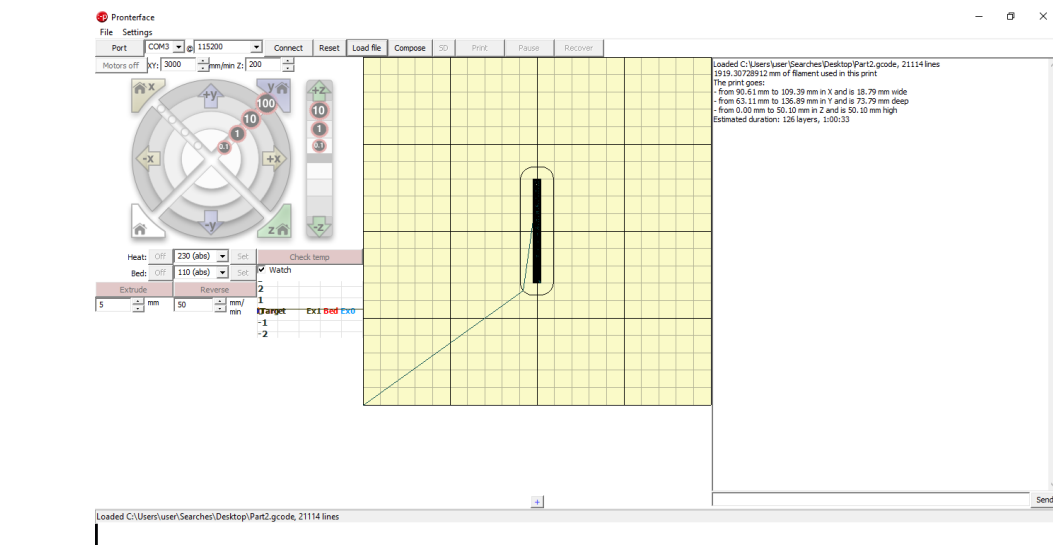 Pronterface
File Settings
Port COM3 @ 115200 Connect Reset Load file Compose SD Print Pause Recover
Motors off XY: 3000 mm/min Z: 200
x y +z
+y 100 10
10 1
1 0.1
0.1
-x +x
-y z -z
Heat: Off 230 (abs) Set Check temp
Bed: Off 110 (abs) Set Watch
Extrude Reverse
5 mm 50 mm/
min
2
1
0 Target Ex1 Bed Ex0
-1
-2
Loaded C:\Users\user\Searches\Desktop\Part2.gcode, 21114 lines
1919.30728912 mm of filament used in this print
The print goes:
- from 90.61 mm to 109.39 mm in X and is 18.79 mm wide
- from 63.11 mm to 136.89 mm in Y and is 73.79 mm deep
- from 0.00 mm to 50.10 mm in Z and is 50.10 mm high
Estimated duration: 126 layers, 1:00:33
+
Send
Loaded C:\Users\user\Searches\Desktop\Part2.gcode, 21114 lines